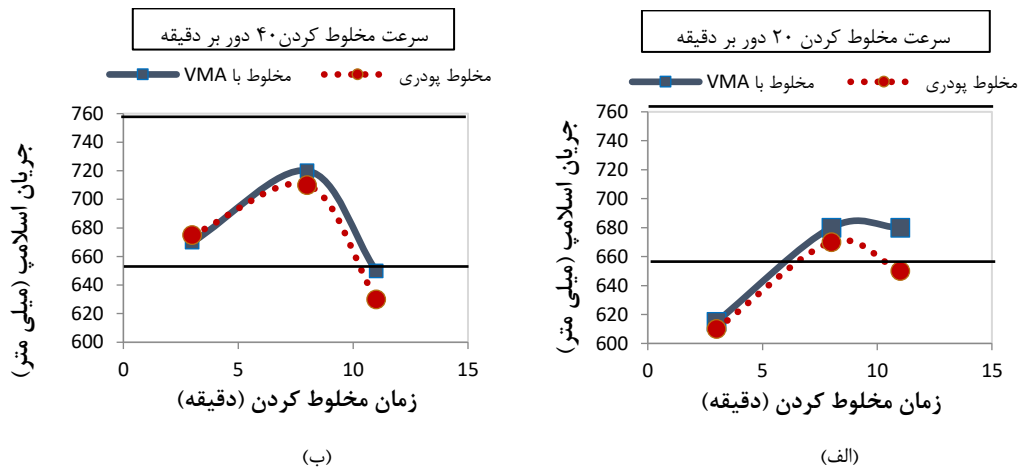 سرعت مخلوط کردن ۲۰ دور بر دقیقه
مخلوط پودری
مخلوط با VMA
جریان اسلامپ (میلی متر)
760
740
720
700
680
660
640
620
600
0 5 10 15
زمان مخلوط کردن (دقیقه)
(الف)
سرعت مخلوط کردن۴۰ دور بر دقیقه
مخلوط پودری
مخلوط با VMA
جریان اسلامپ (میلی متر)
760
740
720
700
680
660
640
620
600
0 5 10 15
زمان مخلوط کردن (دقیقه)
(ب)